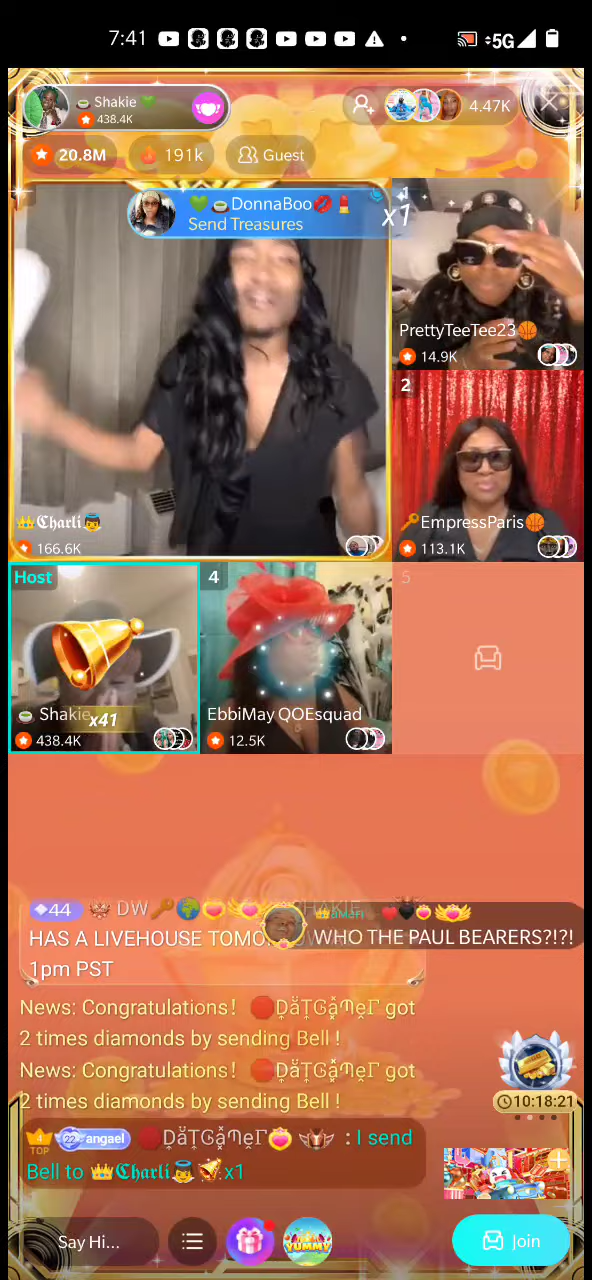 7:41
5G
🍵 Shakie 💚
438.4K
4.47K
20.8M
191k
Guest
💚🍵DonnaBoo💋💄
Send Treasures
x1
1
PrettyTeeTee23🏀
14.9K
2
🔑EmpressParis🏀
113.1K
👑𝕮𝖍𝖆𝖗𝖑𝖎👼
166.6K
Host
🍵 Shakie
x41
438.4K
4
EbbiMay QOEsquad
12.5K
5
44
DW🔑🌍
HAS A LIVEHOUSE
1pm PST
WHO THE PAUL BEARERS?!?!
News: Congratulations！
got
2 times diamonds by sending Bell !
News: Congratulations！
got
2 times diamonds by sending Bell !
10:18:21
4
TOP
22
angael
: I send
Bell to 👑𝕮𝖍𝖆𝖗𝖑𝖎👼
x1
Say Hi...
YUMMY
Join